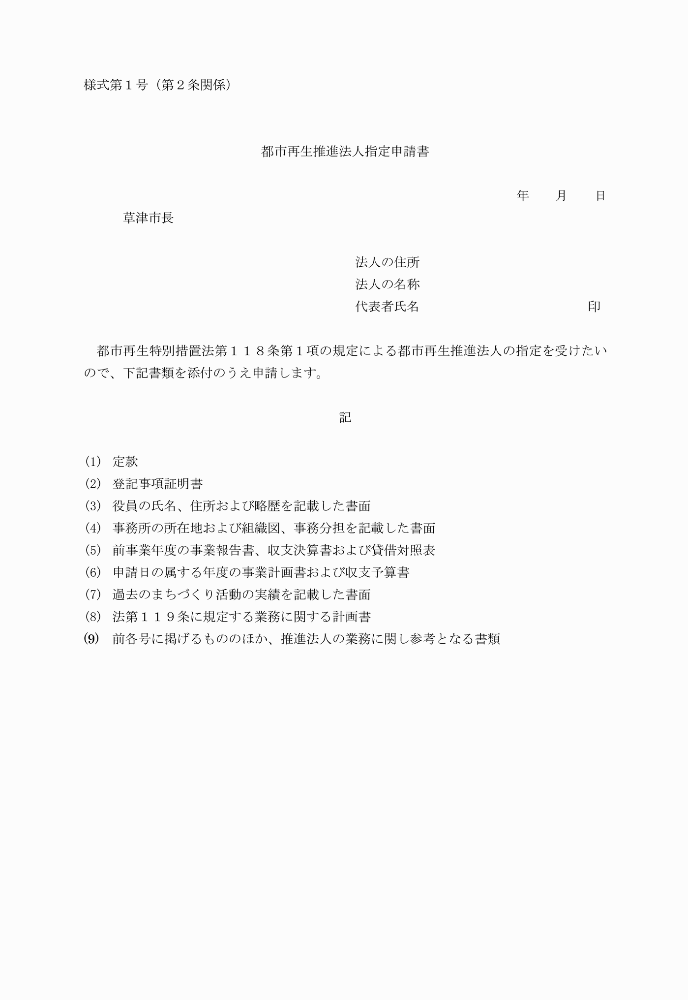 様式第１号（第２条関係）
都市再生推進法人指定申請書
年　　月　　日
草津市長
法人の住所
法人の名称
代表者氏名　　　　　　　　　　　　　印
　都市再生特別措置法第１１８条第１項の規定による都市再生推進法人の指定を受けたい
ので、下記書類を添付のうえ申請します。
記
(1)　定款
(2)　登記事項証明書
(3)　役員の氏名、住所および略歴を記載した書面
(4)　事務所の所在地および組織図、事務分担を記載した書面
(5)　前事業年度の事業報告書、収支決算書および貸借対照表
(6)　申請日の属する年度の事業計画書および収支予算書
(7)　過去のまちづくり活動の実績を記載した書面
(8)　法第１１９条に規定する業務に関する計画書
(9)　前各号に掲げるもののほか、推進法人の業務に関し参考となる書類